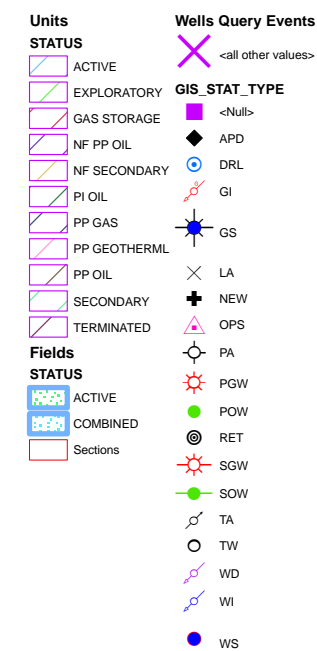 Units
STATUS
ACTIVE
EXPLORATORY
GAS STORAGE
NF PP OIL
NF SECONDARY
PI OIL
PP GAS
PP GEOTHERML
PP OIL
SECONDARY
TERMINATED
Fields
STATUS
ACTIVE
COMBINED
Sections
Wells Query Events
<all other values>
GIS_STAT_TYPE
<Null>
APD
DRL
GI
GS
LA
NEW
OPS
PA
PGW
POW
RET
SGW
SOW
TA
TW
WD
WI
WS